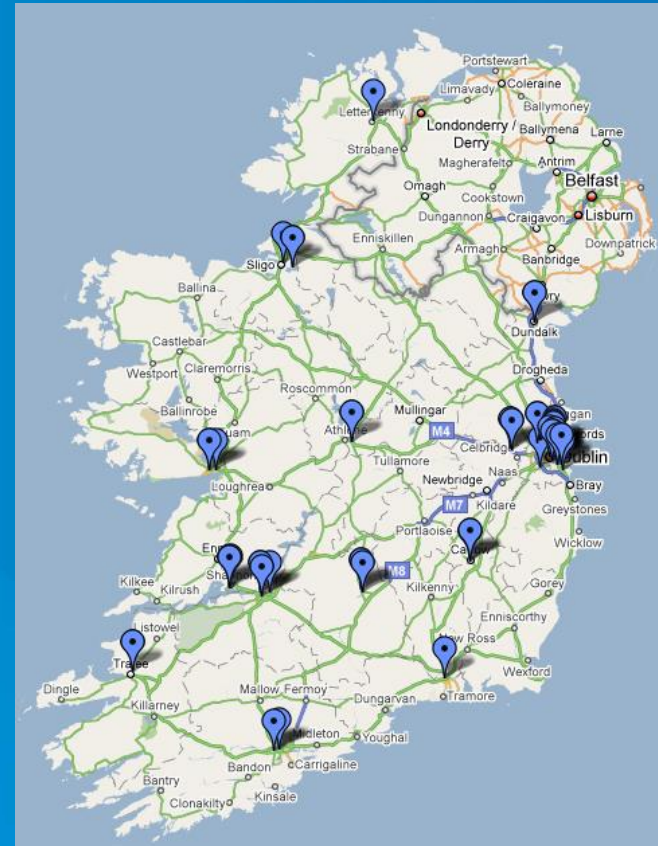 Portstewart
Coleraine
Limavady
Ballymoney
Letterkenny
Londonderry /
Derry
Ballymena
Larne
Strabane
Magherafelt
Antrim
Omagh
Cookstown
Belfast
Dungannon
Craigavon
Lisburn
Enniskillen
Armagh
Banbridge
Downpatrick
Sligo
Ballina
Dundalk
Castlebar
Drogheda
Westport
Claremorris
Roscommon
Ballinrobe
Mullingar
M4
Celbridge
Tullamore
Naas
Bray
Loughrea
Newbridge
Kildare
Greystones
M7
Portlaoise
Wicklow
M8
Kilkee
Kilrush
Kilkenny
Gorey
Listowel
Enniscorthy
New Ross
Tralee
Wexford
Dingle
Tramore
Killarney
Mallow
Fermoy
Dungarvan
Midleton
Youghal
Bantry
Bandon
Carrigaline
Clonakilty
Kinsale